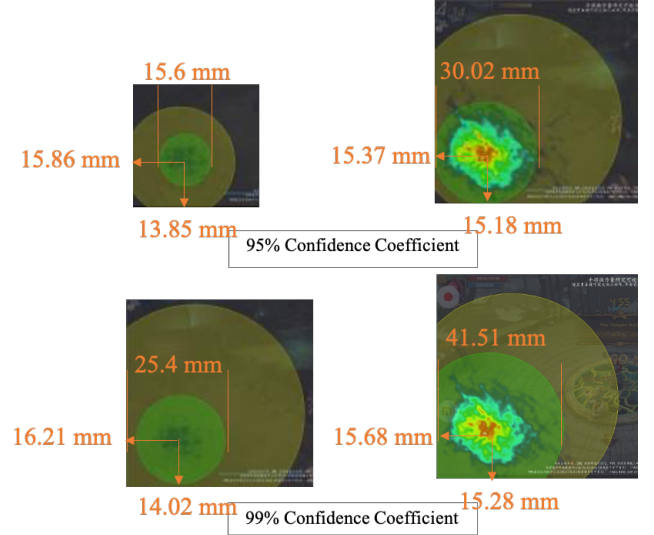 15.6 mm
30.02 mm
15.86 mm
15.37 mm
13.85 mm
15.18 mm
95% Confidence Coefficient
25.4 mm
41.51 mm
16.21 mm
15.68 mm
14.02 mm
15.28 mm
99% Confidence Coefficient